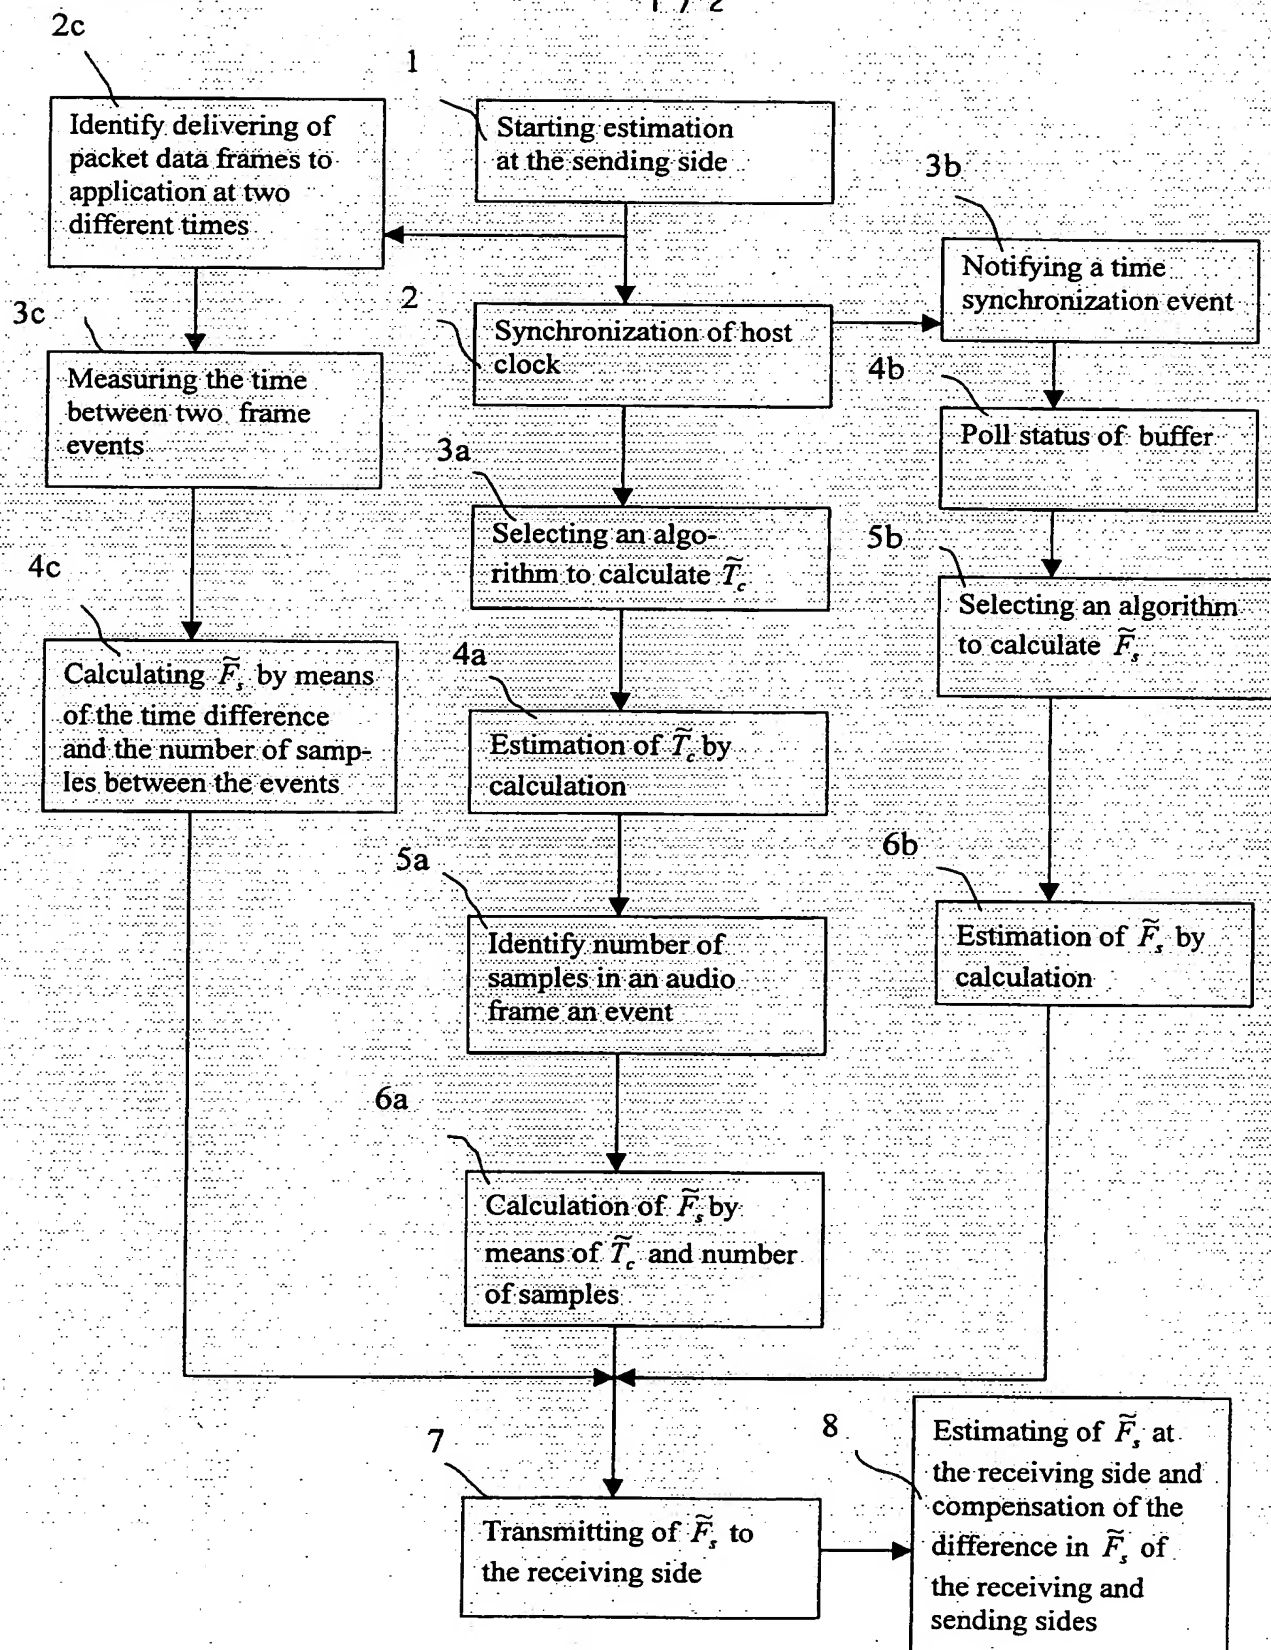 1 / 2
2c
Identify delivering of
packet data frames to
application at two
different times
1
Starting estimation
at the sending side
3b
Notifying a time
synchronization event
2
Synchronization of host
clock
3c
Measuring the time
between two frame
events
4b
Poll status of buffer
3a
Selecting an algo-
rithm to calculate T̃c
5b
Selecting an algorithm
to calculate F̃s
4c
Calculating F̃s by means
of the time difference
and the number of samp-
les between the events
4a
Estimation of T̃c by
calculation
5a
Identify number of
samples in an audio
frame an event
6b
Estimation of F̃s by
calculation
6a
Calculation of F̃s by
means of T̃c and number
of samples
7
Transmitting of F̃s to
the receiving side
8
Estimating of F̃s at
the receiving side and
compensation of the
difference in F̃s of
the receiving and
sending sides